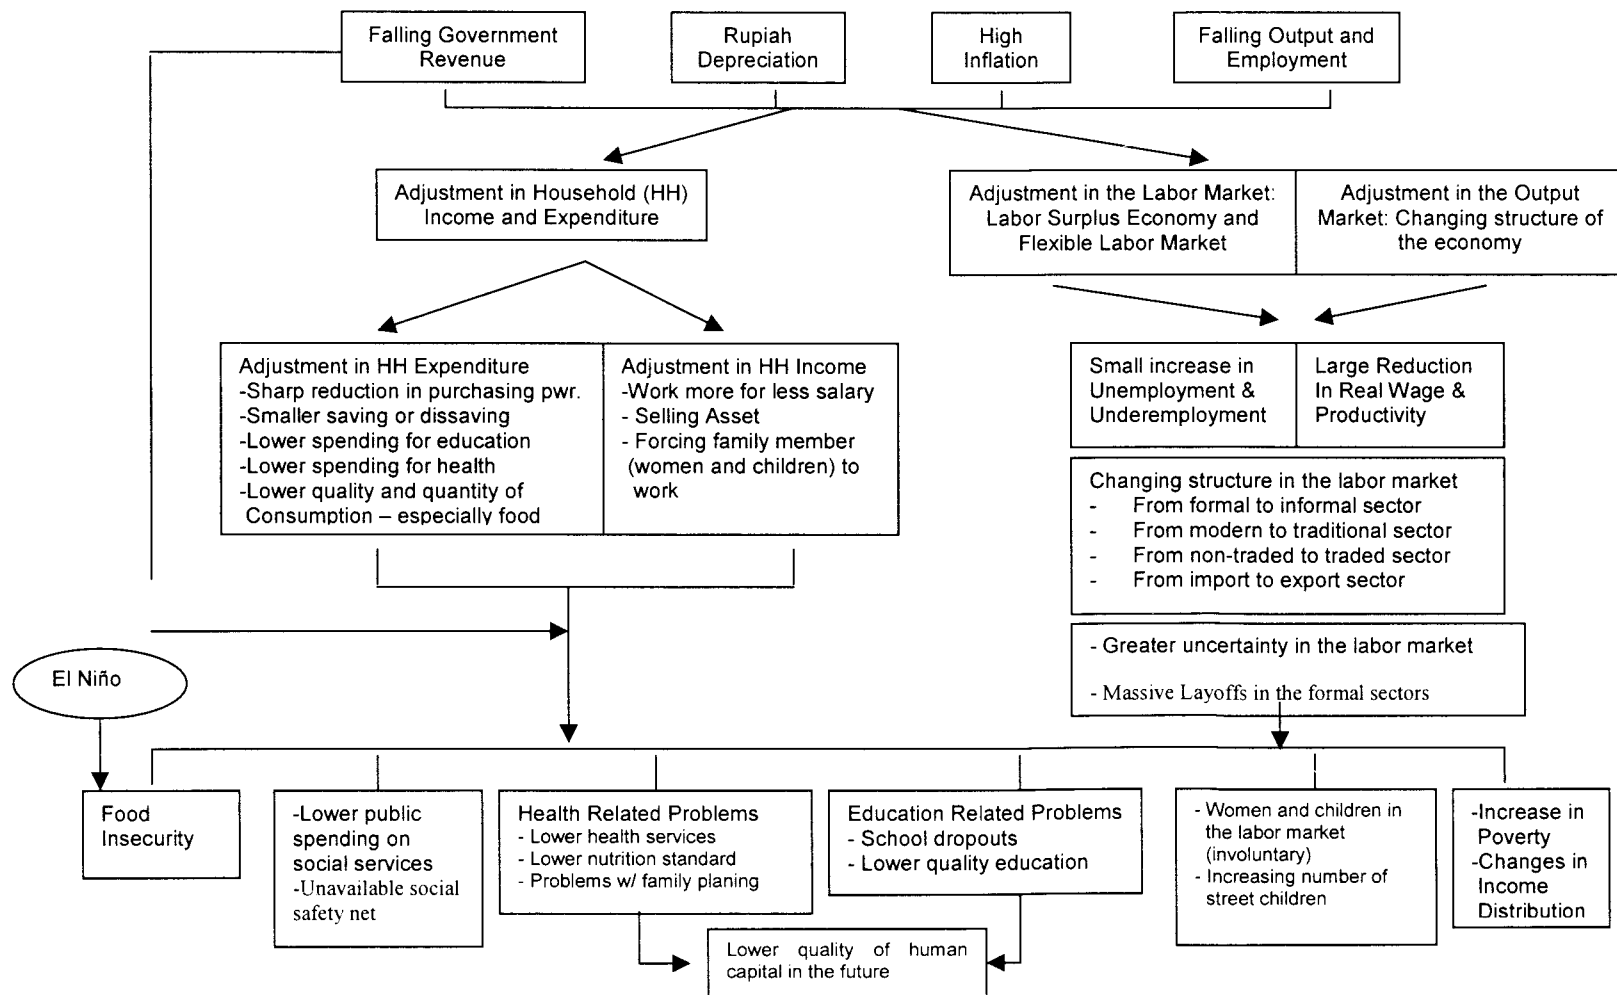 Falling Government
Revenue
Rupiah
Depreciation
High
Inflation
Falling Output and
Employment
Adjustment in Household (HH)
Income and Expenditure
Adjustment in the Labor Market:
Labor Surplus Economy and
Flexible Labor Market
Adjustment in the Output
Market: Changing structure of
the economy
Adjustment in HH Expenditure
-Sharp reduction in purchasing pwr.
-Smaller saving or dissaving
-Lower spending for education
-Lower spending for health
-Lower quality and quantity of
Consumption – especially food
Adjustment in HH Income
-Work more for less salary
- Selling Asset
- Forcing family member
(women and children) to
work
Small increase in
Unemployment &
Underemployment
Large Reduction
In Real Wage &
Productivity
Changing structure in the labor market
- From formal to informal sector
- From modern to traditional sector
- From non-traded to traded sector
- From import to export sector
- Greater uncertainty in the labor market
- Massive Layoffs in the formal sectors
El Niño
Food
Insecurity
-Lower public
spending on
social services
-Unavailable social
safety net
Health Related Problems
- Lower health services
- Lower nutrition standard
- Problems w/ family planing
Education Related Problems
- School dropouts
- Lower quality education
- Women and children in
the labor market
(involuntary)
- Increasing number of
street children
-Increase in
Poverty
-Changes in
Income
Distribution
Lower quality of human
capital in the future